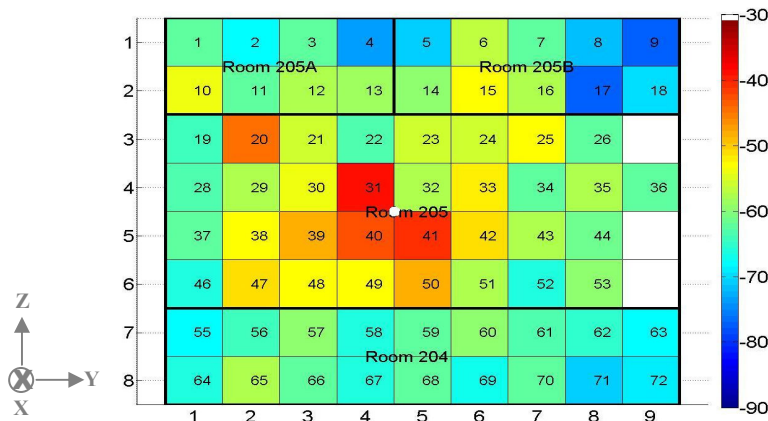 -30
1 1 2 3 4 5 6 7 8 9
Room 205A Room 205B
-40
2 10 11 12 13 14 15 16 17 18
3 19 20 21 22 23 24 25 26
-50
4 28 29 30 31 32 33 34 35 36
Room 205
-60
5 37 38 39 40 41 42 43 44
6 46 47 48 49 50 51 52 53
-70
Z
7 55 56 57 58 59 60 61 62 63
Room 204
-80
X Y
8 64 65 66 67 68 69 70 71 72
X
-90
1 2 3 4 5 6 7 8 9